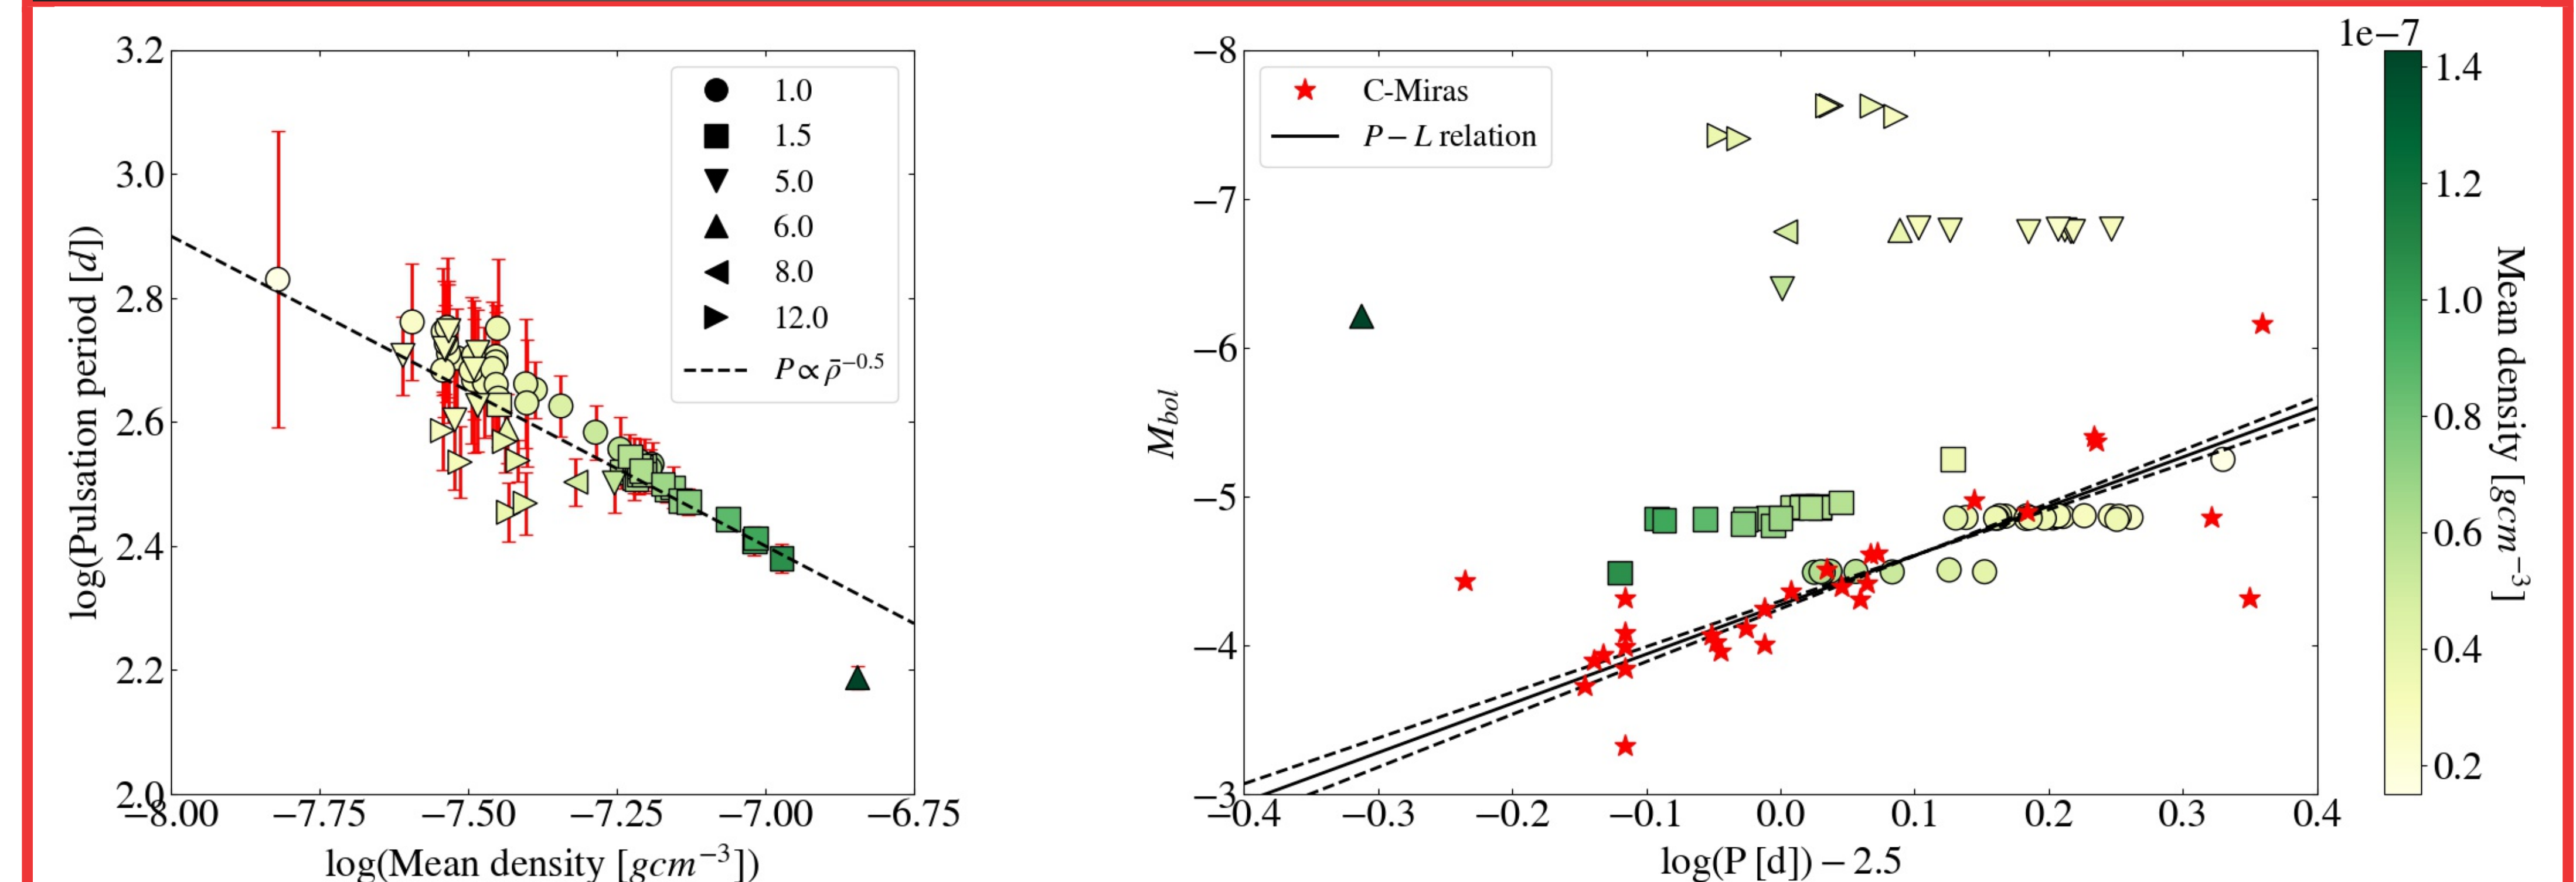 3.2
3.0
2.8
2.6
2.4
2.2
2.0
log(Pulsation period [d])
1.0
1.5
5.0
6.0
8.0
12.0
P ∝ ρ̄^−0.5
−8.00 −7.75 −7.50 −7.25 −7.00 −6.75
log(Mean density [gcm^−3])
−8
−7
−6
−5
−4
−3
M_bol
C-Miras
P − L relation
−0.4 −0.3 −0.2 −0.1 0.0 0.1 0.2 0.3 0.4
log(P [d]) − 2.5
1e−7
1.4
1.2
1.0
0.8
0.6
0.4
0.2
Mean density [gcm^−3]